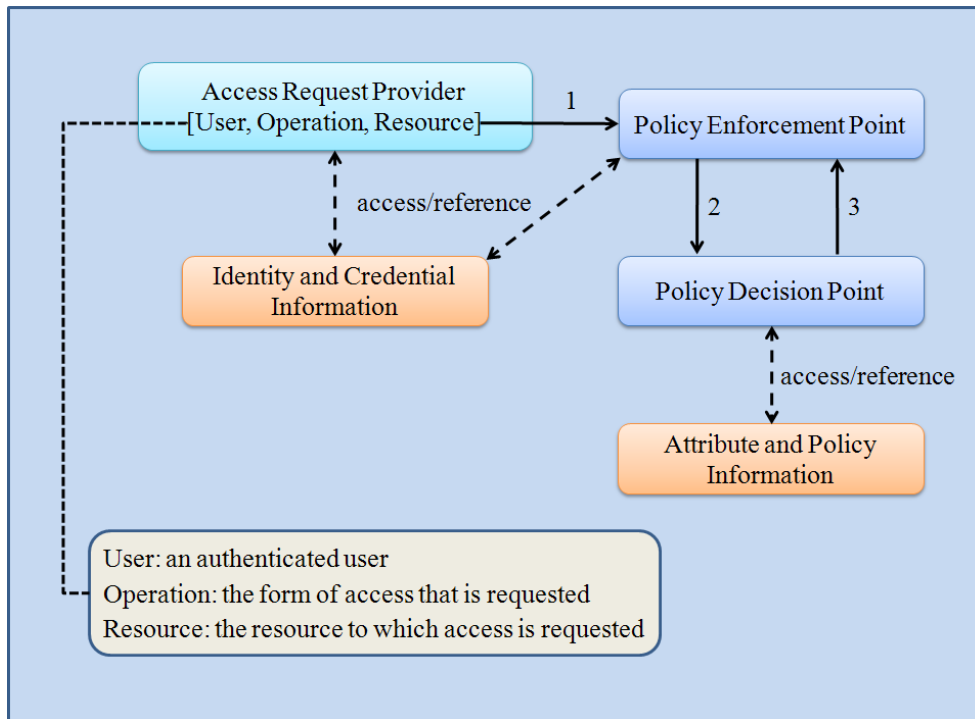 Access Request Provider
[User, Operation, Resource]
1
Policy Enforcement Point
access/reference
2
3
Identity and Credential
Information
Policy Decision Point
access/reference
Attribute and Policy
Information
User: an authenticated user
Operation: the form of access that is requested
Resource: the resource to which access is requested